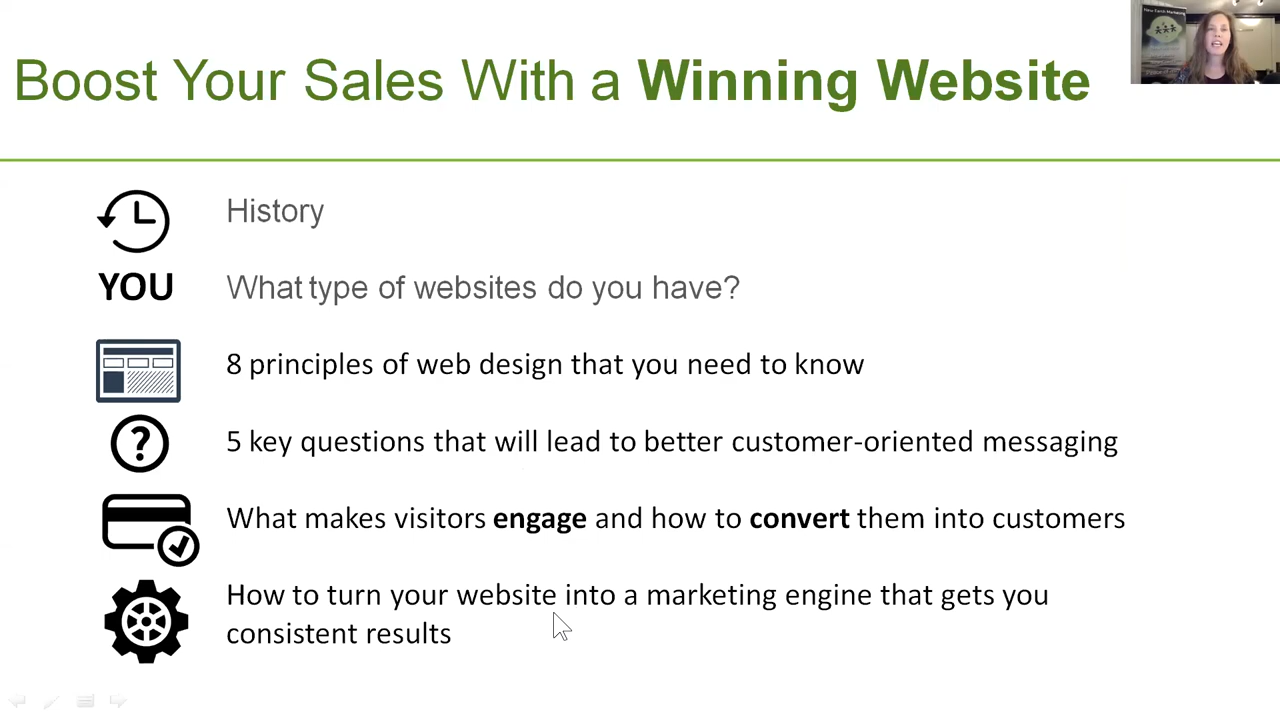 Boost Your Sales With a Winning Website
History
YOU
What type of websites do you have?
8 principles of web design that you need to know
?
5 key questions that will lead to better customer-oriented messaging
What makes visitors engage and how to convert them into customers
How to turn your website into a marketing engine that gets you
consistent results